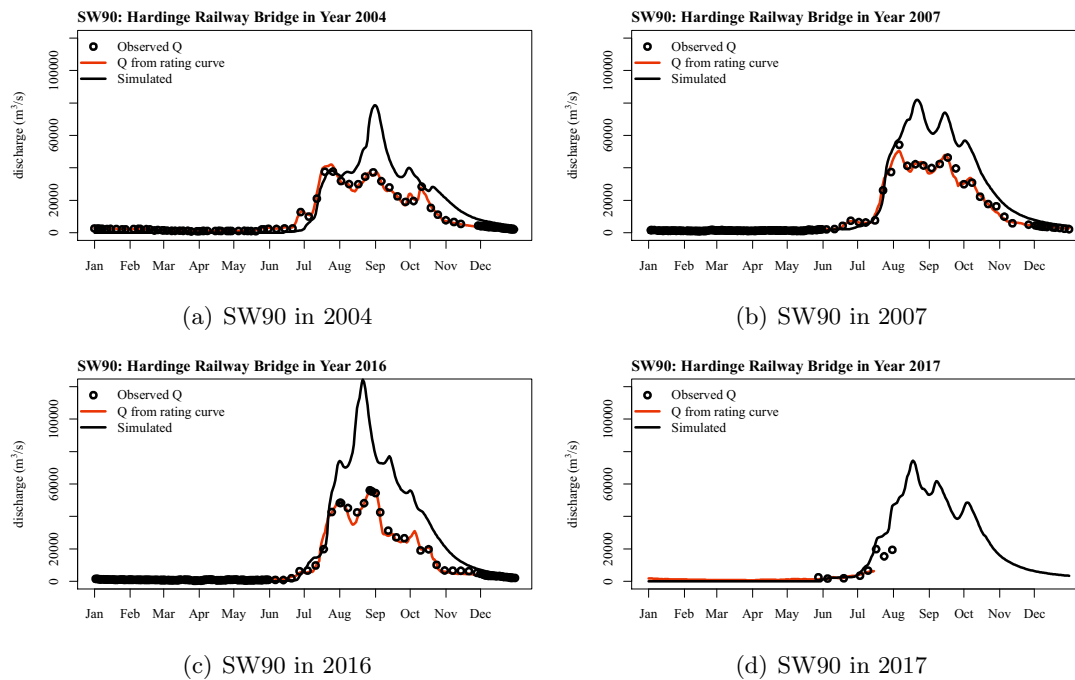 SW90: Hardinge Railway Bridge in Year 2004
Observed Q
Q from rating curve
Simulated
discharge (m³/s)
0 20000 60000 100000
Jan Feb Mar Apr May Jun Jul Aug Sep Oct Nov Dec
(a) SW90 in 2004
SW90: Hardinge Railway Bridge in Year 2007
Observed Q
Q from rating curve
Simulated
discharge (m³/s)
0 20000 60000 100000
Jan Feb Mar Apr May Jun Jul Aug Sep Oct Nov Dec
(b) SW90 in 2007
SW90: Hardinge Railway Bridge in Year 2016
Observed Q
Q from rating curve
Simulated
discharge (m³/s)
0 20000 60000 100000
Jan Feb Mar Apr May Jun Jul Aug Sep Oct Nov Dec
(c) SW90 in 2016
SW90: Hardinge Railway Bridge in Year 2017
Observed Q
Q from rating curve
Simulated
discharge (m³/s)
0 20000 60000 100000
Jan Feb Mar Apr May Jun Jul Aug Sep Oct Nov Dec
(d) SW90 in 2017